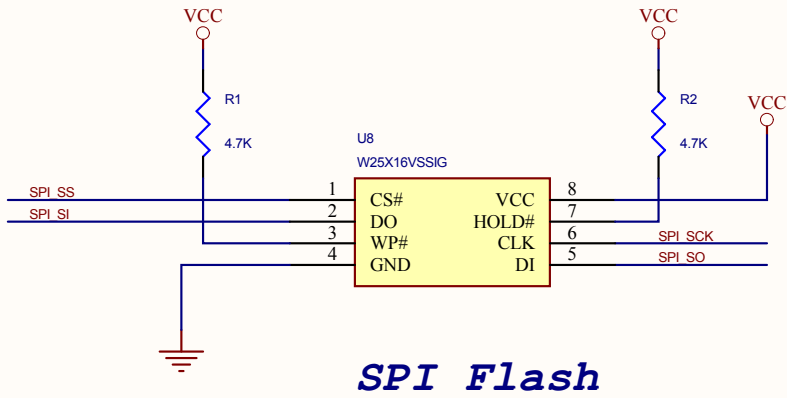 VCC
VCC
R1
4.7K
R2
4.7K
VCC
U8
W25X16VSSIG
SPI_SS
1
CS#
VCC
8
SPI_SI
2
DO
HOLD#
7
3
WP#
CLK
6
SPI_SCK
4
GND
DI
5
SPI_SO
SPI Flash